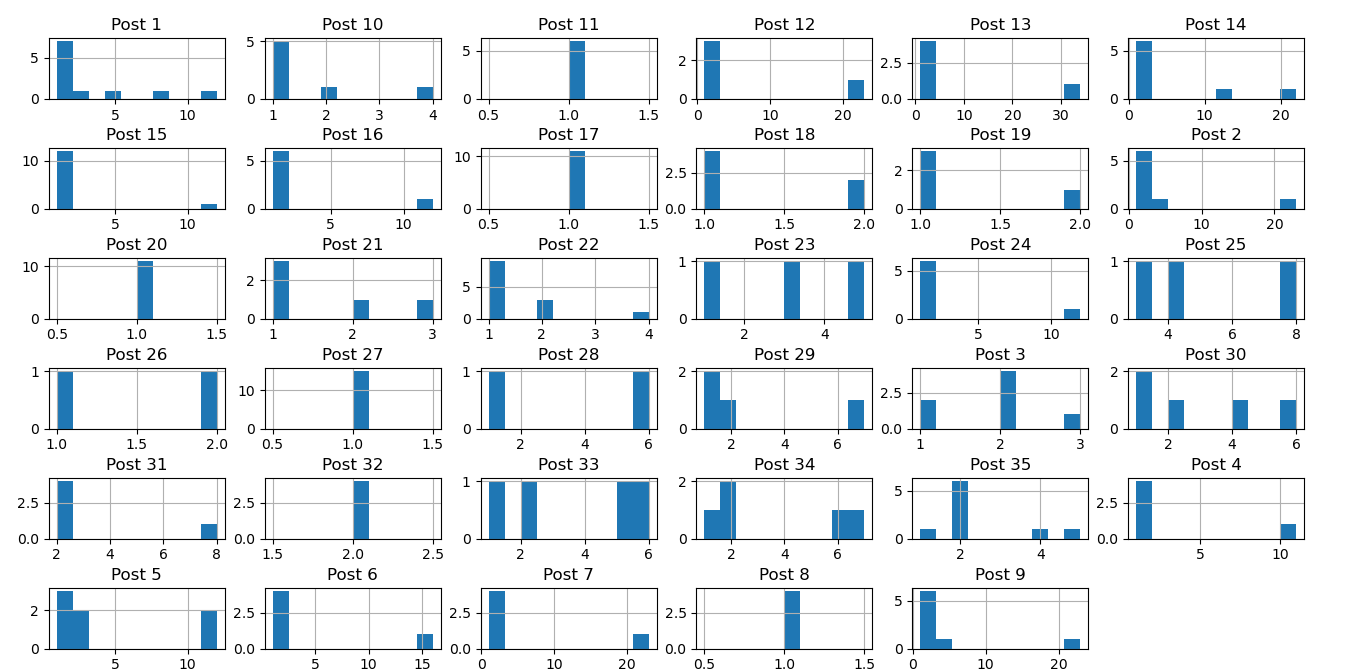 Post 1 Post 10 Post 11 Post 12 Post 13 Post 14
5 0 5 10
5 0 1 2 3 4
5 0 0.5 1.0 1.5
2 0 0 10 20
2.5 0.0 0 10 20 30
5 0 0 10 20
Post 15 Post 16 Post 17 Post 18 Post 19 Post 2
10 0 5 10
5 0 5 10
10 0 0.5 1.0 1.5
2.5 0.0 1.0 1.5 2.0
2 0 1.0 1.5 2.0
5 0 0 10 20
Post 20 Post 21 Post 22 Post 23 Post 24 Post 25
10 0 0.5 1.0 1.5
2 0 1 2 3
5 0 1 2 3 4
1 0 2 4
5 0 5 10
1 0 4 6 8
Post 26 Post 27 Post 28 Post 29 Post 3 Post 30
1 0 1.0 1.5 2.0
10 0 0.5 1.0 1.5
1 0 2 4 6
2 0 2 4 6
2.5 0.0 1 2 3
2 0 2 4 6
Post 31 Post 32 Post 33 Post 34 Post 35 Post 4
2.5 0.0 2 4 6 8
2.5 0.0 1.5 2.0 2.5
1 0 2 4 6
2 0 2 4 6
5 0 2 4
2.5 0.0 5 10
Post 5 Post 6 Post 7 Post 8 Post 9
2 0 5 10
2.5 0.0 5 10 15
2.5 0.0 0 10 20
2.5 0.0 0.5 1.0 1.5
5 0 0 10 20